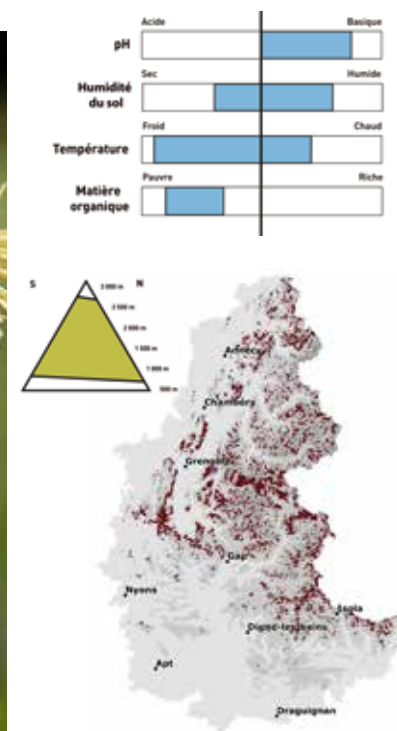 Acide Basique
pH
Sec Humide
Humidité
du sol
Froid Chaud
Température
Pauvre Riche
Matière
organique
S N
3 000 m
2 500 m
2 000 m
1 500 m
1 000 m
500 m
Annecy
Chambéry
Grenoble
Gap
Nyons
Isola
Digne-les-bains
Apt
Draguignan